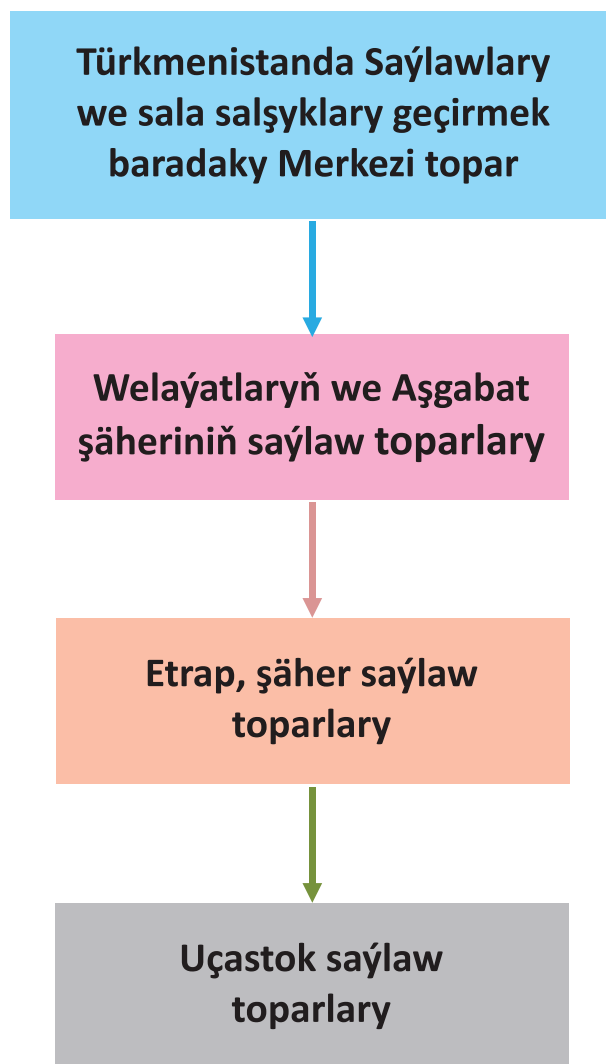 Türkmenistanda Saýlawlary
we sala salşyklary geçirmek
baradaky Merkezi topar
Welaýatlaryň we Aşgabat
şäheriniň saýlaw toparlary
Etrap, şäher saýlaw
toparlary
Uçastok saýlaw
toparlary